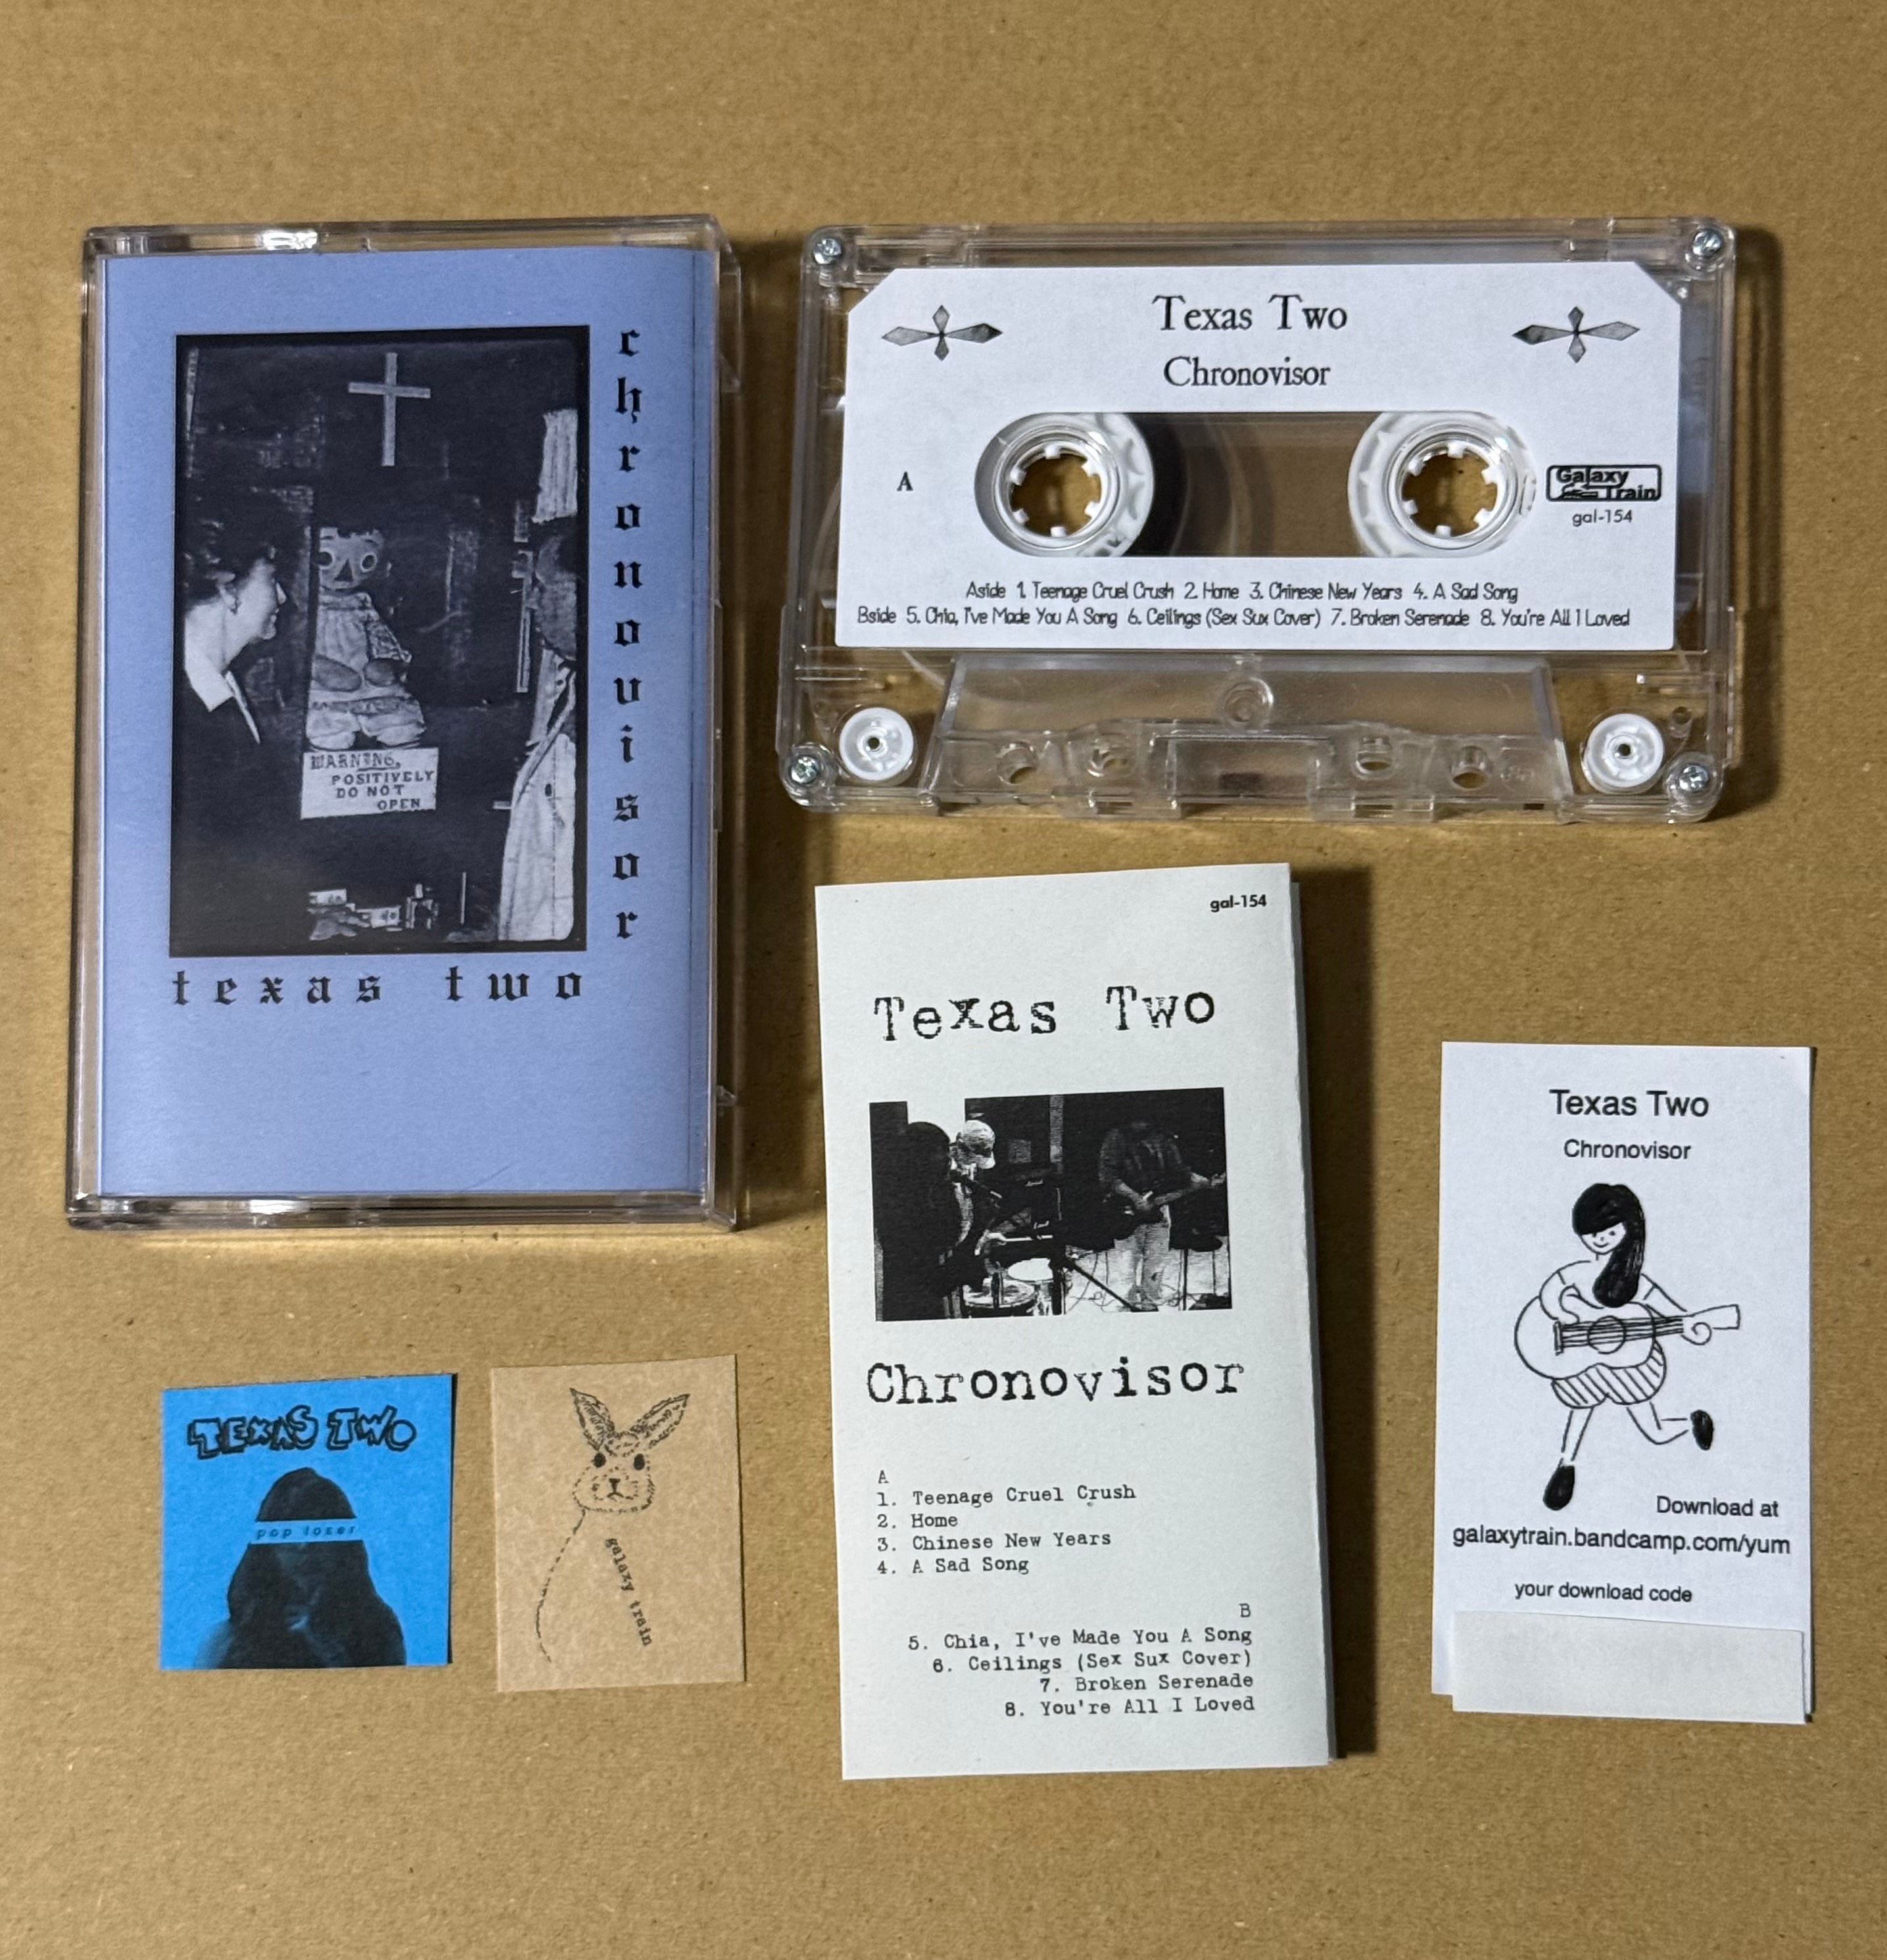 chronovisor
WARNING,
POSITIVELY
DO NOT
OPEN
texas two
Texas Two
Chronovisor
A
Galaxy
Train
gal-154
Aside 1. Teenage Cruel Crush 2. Home 3. Chinese New Years 4. A Sad Song
Bside 5. Chia, I've Made You A Song 6. Ceilings (Sex Sux Cover) 7. Broken Serenade 8. You're All I Loved
gal-154
Texas Two
Chronovisor
A
1. Teenage Cruel Crush
2. Home
3. Chinese New Years
4. A Sad Song
B
5. Chia, I've Made You A Song
6. Ceilings (Sex Sux Cover)
7. Broken Serenade
8. You're All I Loved
Texas Two
Chronovisor
Download at
galaxytrain.bandcamp.com/yum
your download code
TEXAS TWO
pop loser
galaxy train